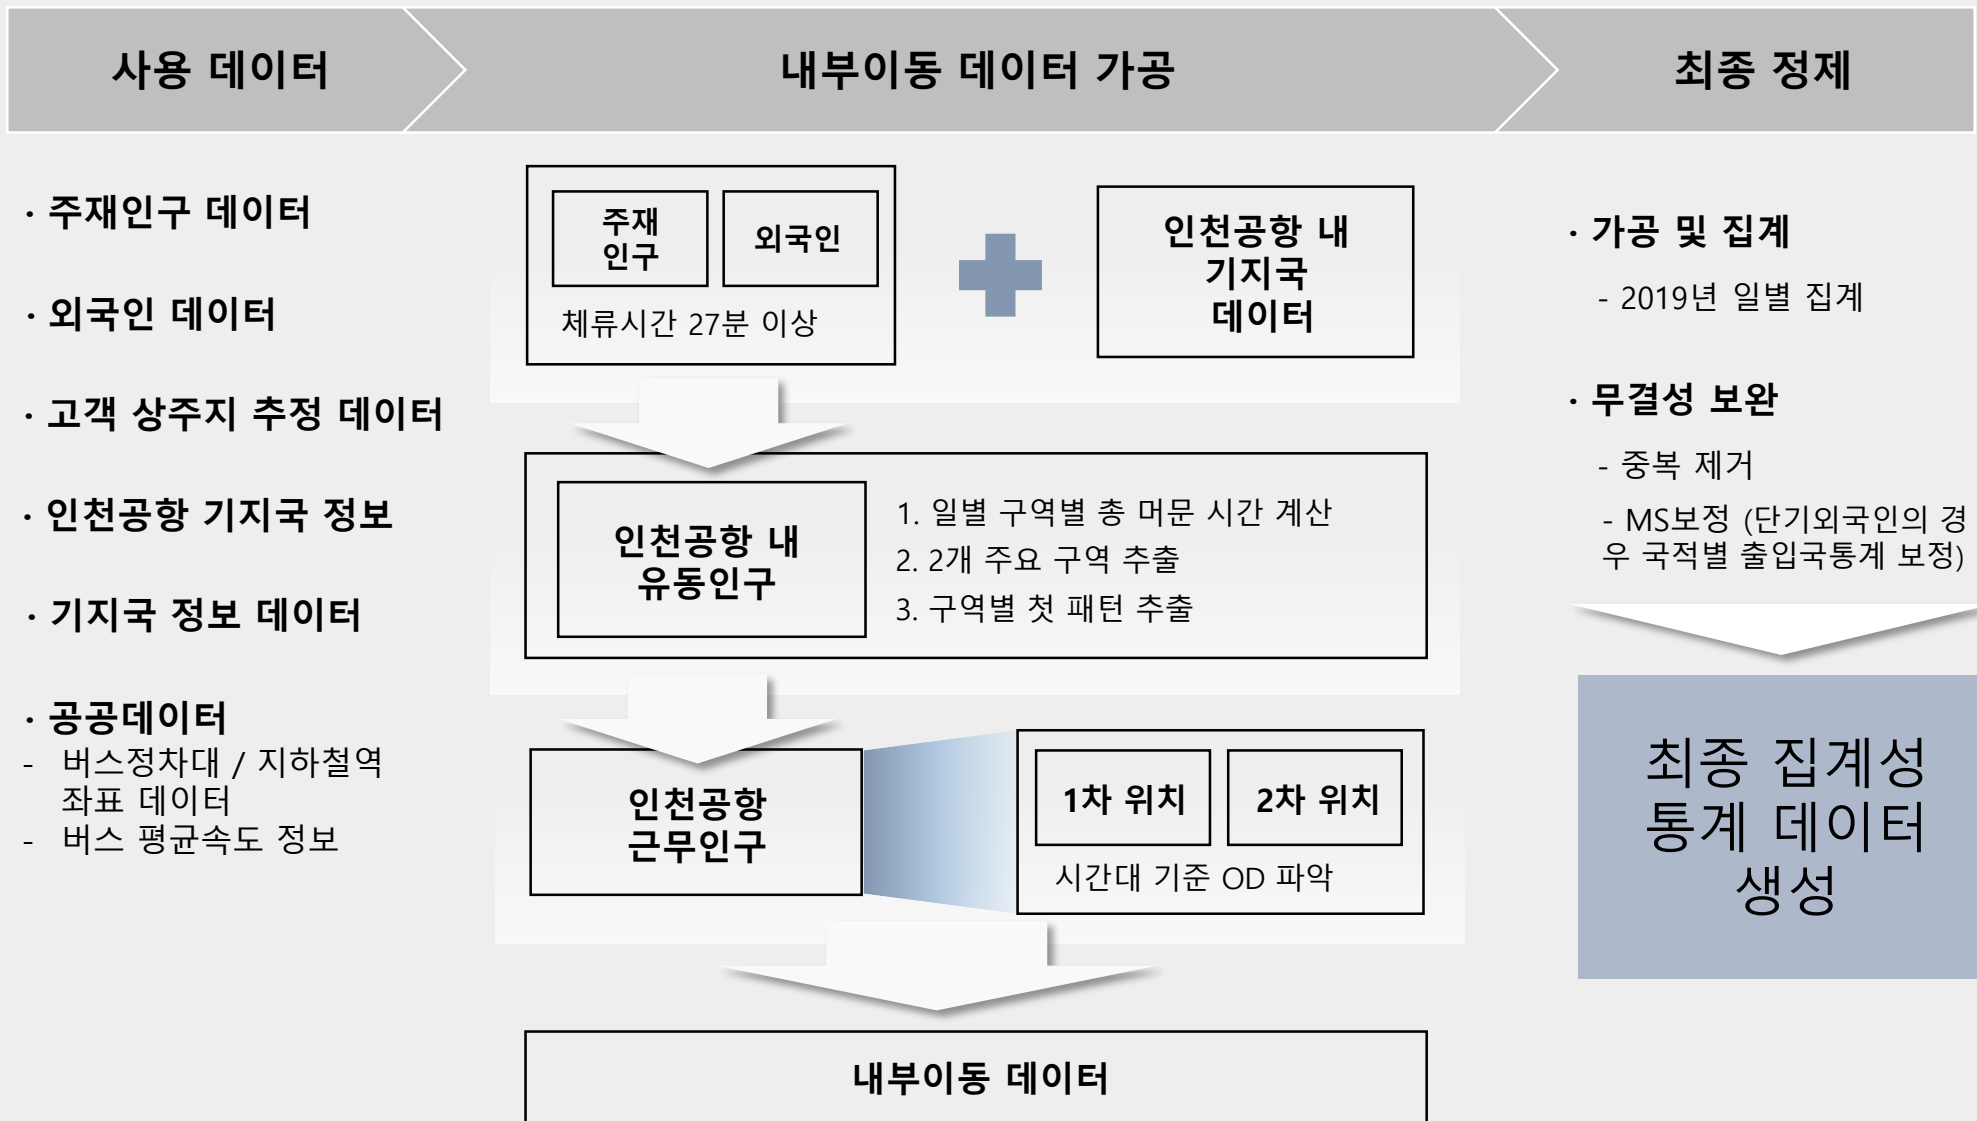 사용 데이터
내부이동 데이터 가공
최종 정제
· 주재인구 데이터
· 외국인 데이터
· 고객 상주지 추정 데이터
· 인천공항 기지국 정보
· 기지국 정보 데이터
· 공공데이터
- 버스정차대 / 지하철역
좌표 데이터
- 버스 평균속도 정보
주재
인구
외국인
체류시간 27분 이상
인천공항 내
기지국
데이터
인천공항 내
유동인구
1. 일별 구역별 총 머문 시간 계산
2. 2개 주요 구역 추출
3. 구역별 첫 패턴 추출
인천공항
근무인구
1차 위치
2차 위치
시간대 기준 OD 파악
내부이동 데이터
· 가공 및 집계
- 2019년 일별 집계
· 무결성 보완
- 중복 제거
- MS보정 (단기외국인의 경
우 국적별 출입국통계 보정)
최종 집계성
통계 데이터
생성